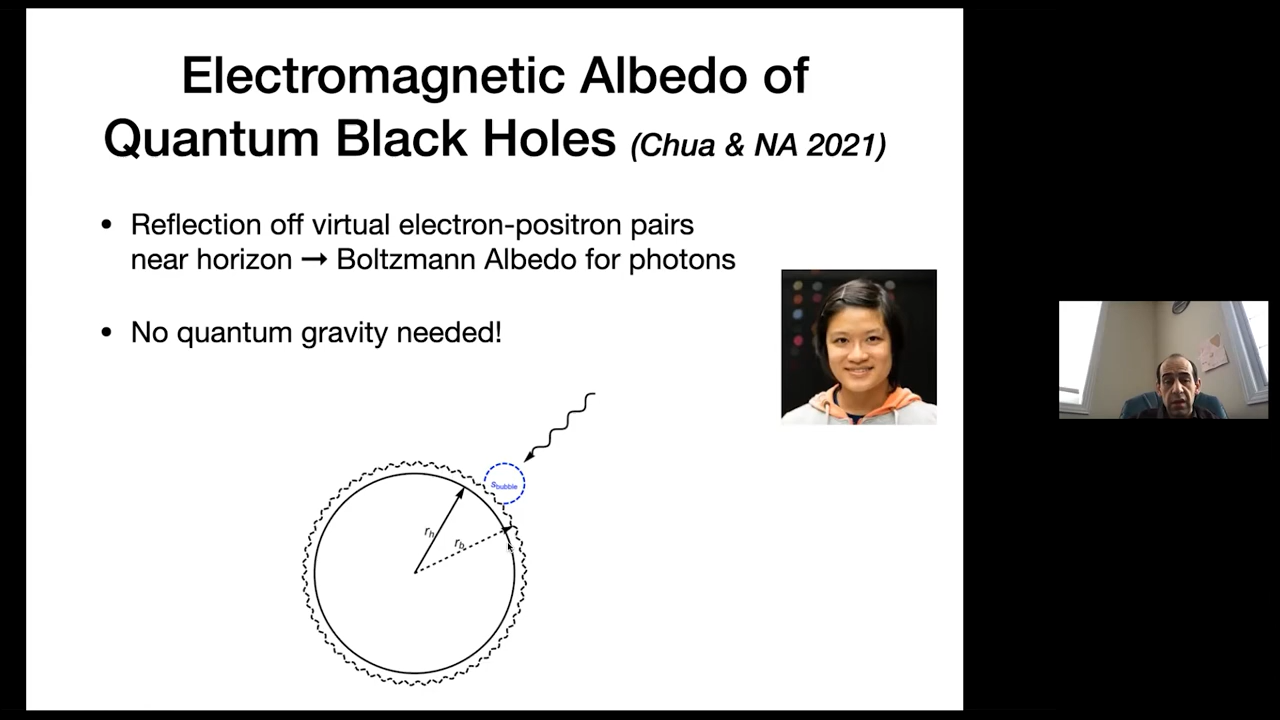 Electromagnetic Albedo of
Quantum Black Holes (Chua & NA 2021)
• Reflection off virtual electron-positron pairs
near horizon → Boltzmann Albedo for photons
• No quantum gravity needed!
s_bubble
r_h
r_b